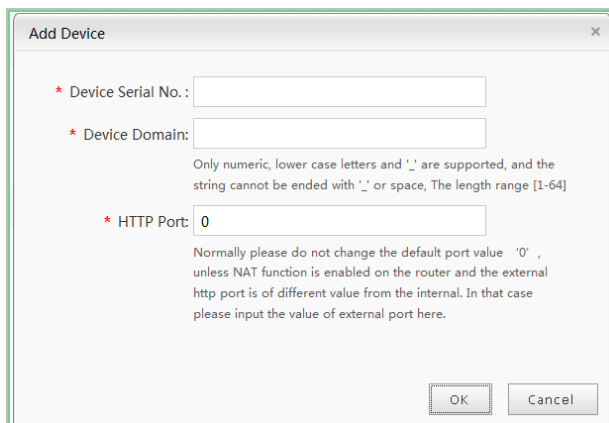 Add Device ×
* Device Serial No. :
* Device Domain:
Only numeric, lower case letters and '_' are supported, and the
string cannot be ended with '_' or space, The length range [1-64]
* HTTP Port: 0
Normally please do not change the default port value ‘0’,
unless NAT function is enabled on the router and the external
http port is of different value from the internal. In that case
please input the value of external port here.
OK Cancel